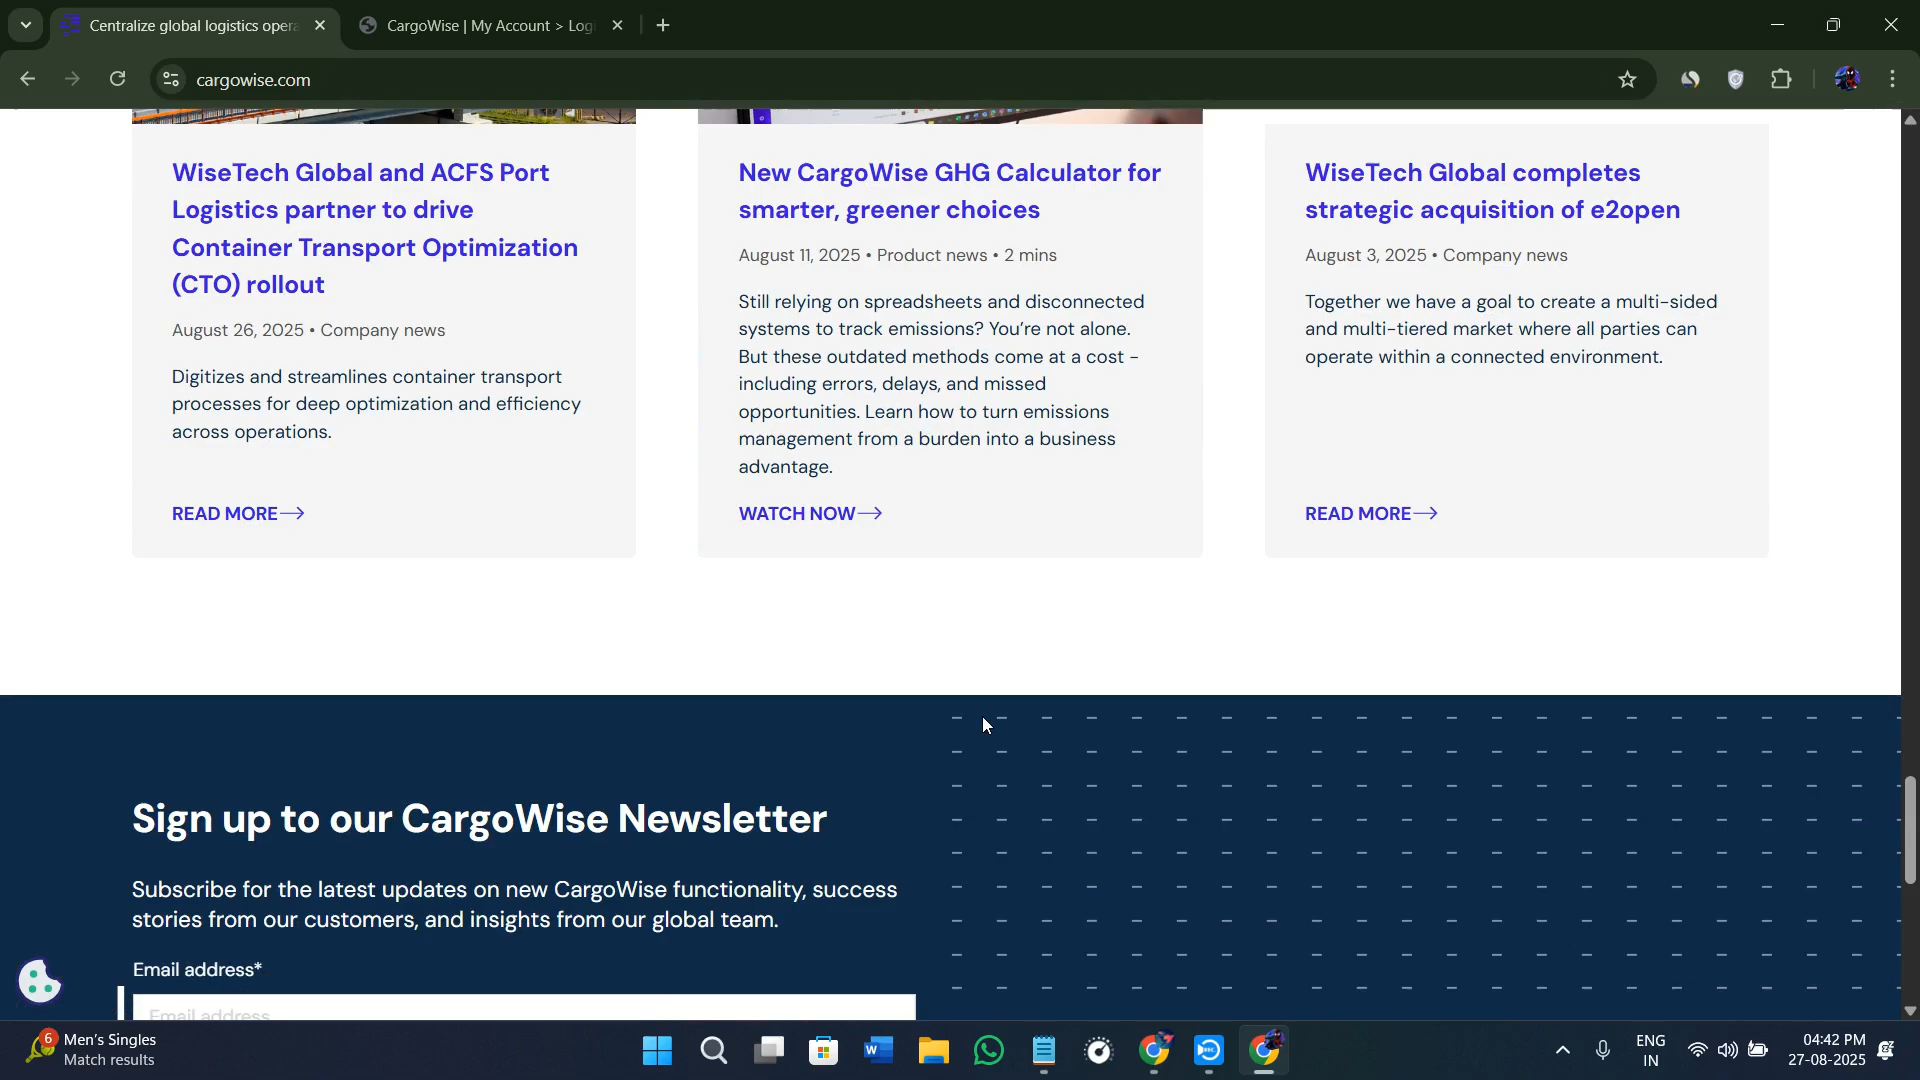 Centralize global logistics opera
CargoWise | My Account > Logi
cargowise.com
WiseTech Global and ACFS Port
Logistics partner to drive
Container Transport Optimization
(CTO) rollout
August 26, 2025 • Company news
Digitizes and streamlines container transport
processes for deep optimization and efficiency
across operations.
READ MORE
New CargoWise GHG Calculator for
smarter, greener choices
August 11, 2025 • Product news • 2 mins
Still relying on spreadsheets and disconnected
systems to track emissions? You’re not alone.
But these outdated methods come at a cost -
including errors, delays, and missed
opportunities. Learn how to turn emissions
management from a burden into a business
advantage.
WATCH NOW
WiseTech Global completes
strategic acquisition of e2open
August 3, 2025 • Company news
Together we have a goal to create a multi-sided
and multi-tiered market where all parties can
operate within a connected environment.
READ MORE
Sign up to our CargoWise Newsletter
Subscribe for the latest updates on new CargoWise functionality, success
stories from our customers, and insights from our global team.
Email address*
Email address
6
Men's Singles
Match results
W
ENG
IN
04:42 PM
27-08-2025